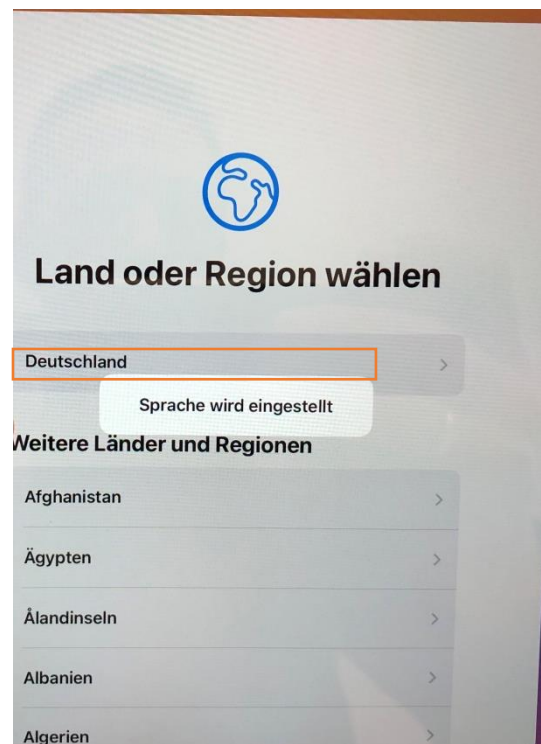 Land oder Region wählen
Deutschland
Sprache wird eingestellt
Weitere Länder und Regionen
Afghanistan
Ägypten
Ålandinseln
Albanien
Algerien